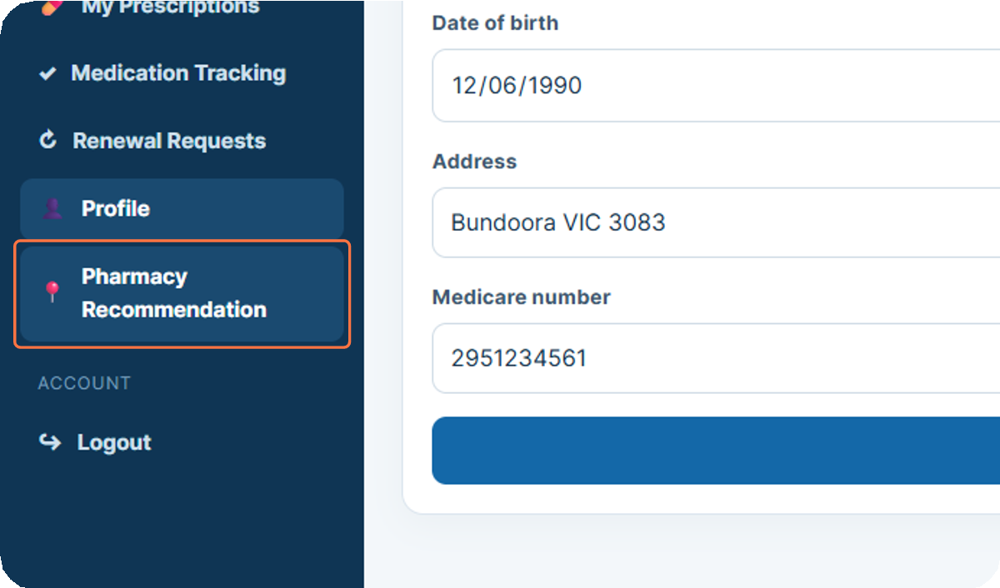 My Prescriptions
Medication Tracking
Renewal Requests
Profile
Pharmacy
Recommendation
ACCOUNT
Logout
Date of birth
12/06/1990
Address
Bundoora VIC 3083
Medicare number
2951234561